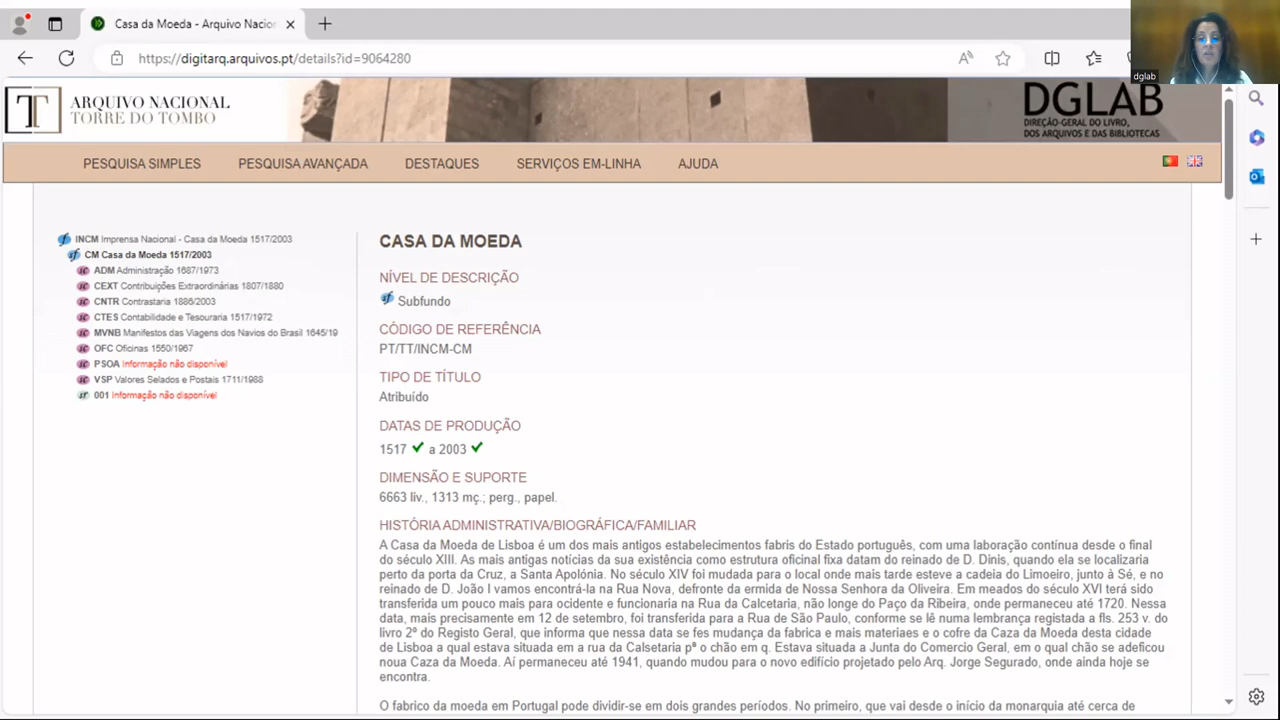 Casa da Moeda - Arquivo Nacion
https://digitarq.arquivos.pt/details?id=9064280
dglab
ARQUIVO NACIONAL
TORRE DO TOMBO
DGLAB
DIREÇÃO-GERAL DO LIVRO,
DOS ARQUIVOS E DAS BIBLIOTECAS
PESQUISA SIMPLES PESQUISA AVANÇADA DESTAQUES SERVIÇOS EM-LINHA AJUDA
INCM Imprensa Nacional - Casa da Moeda 1517/2003
CM Casa da Moeda 1517/2003
ADM Administração 1687/1973
CEXT Contribuições Extraordinárias 1807/1880
CNTR Contrastaria 1886/2003
CTES Contabilidade e Tesouraria 1517/1972
MVNB Manifestos das Viagens dos Navios do Brasil 1645/19
OFC Oficinas 1550/1967
PSOA Informação não disponível
VSP Valores Selados e Postais 1711/1988
001 Informação não disponível
CASA DA MOEDA
NÍVEL DE DESCRIÇÃO
Subfundo
CÓDIGO DE REFERÊNCIA
PT/TT/INCM-CM
TIPO DE TÍTULO
Atribuído
DATAS DE PRODUÇÃO
1517 a 2003
DIMENSÃO E SUPORTE
6663 liv., 1313 mç.; perg., papel.
HISTÓRIA ADMINISTRATIVA/BIOGRÁFICA/FAMILIAR
A Casa da Moeda de Lisboa é um dos mais antigos estabelecimentos fabris do Estado português, com uma laboração contínua desde o final
do século XIII. As mais antigas notícias da sua existência como estrutura oficinal fixa datam do reinado de D. Dinis, quando ela se localizaria
perto da porta da Cruz, a Santa Apolónia. No século XIV foi mudada para o local onde mais tarde esteve a cadeia do Limoeiro, junto à Sé, e no
reinado de D. João I vamos encontrá-la na Rua Nova, defronte da ermida de Nossa Senhora da Oliveira. Em meados do século XVI terá sido
transferida um pouco mais para ocidente e funcionaria na Rua da Calcetaria, não longe do Paço da Ribeira, onde permaneceu até 1720. Nessa
data, mais precisamente em 12 de setembro, foi transferida para a Rua de São Paulo, conforme se lê numa lembrança registada a fls. 253 v. do
livro 2º do Registo Geral, que informa que nessa data se fes mudança da fabrica e mais materiaes e o cofre da Caza da Moeda desta cidade
de Lisboa a qual estava situada em a rua da Calsetaria pª o chão em q. Estava situada a Junta do Comercio Geral, em o qual chão se adeficou
noua Caza da Moeda. Aí permaneceu até 1941, quando mudou para o novo edifício projetado pelo Arq. Jorge Segurado, onde ainda hoje se
encontra.
O fabrico da moeda em Portugal pode dividir-se em dois grandes períodos. No primeiro, que vai desde o início da monarquia até cerca de